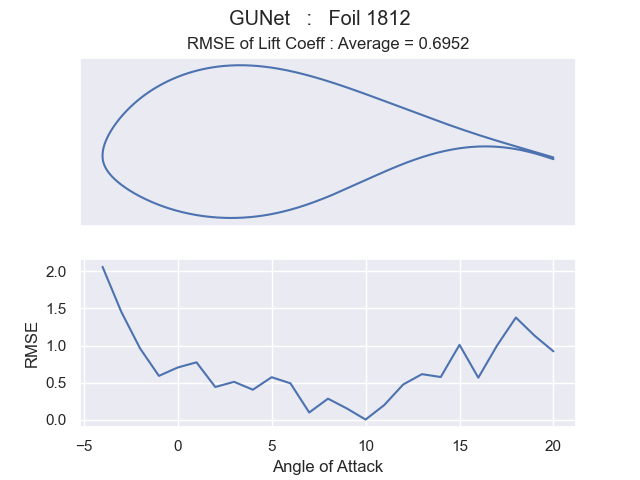 GUNet : Foil 1812
RMSE of Lift Coeff : Average = 0.6952
2.0
1.5
1.0
0.5
0.0
RMSE
−5 0 5 10 15 20
Angle of Attack